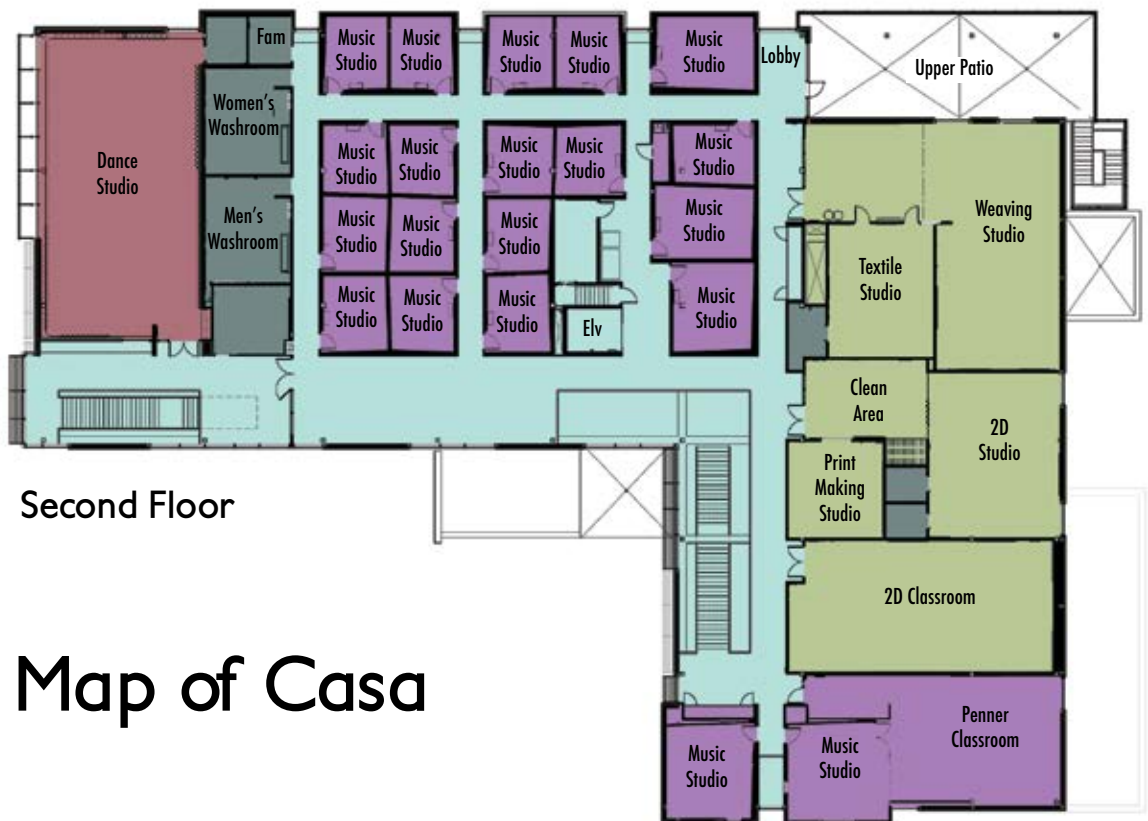 Fam
Music
Studio
Music
Studio
Music
Studio
Music
Studio
Music
Studio
Lobby
Upper Patio
Women's
Washroom
Dance
Studio
Music
Studio
Music
Studio
Music
Studio
Music
Studio
Music
Studio
Men's
Washroom
Music
Studio
Music
Studio
Music
Studio
Music
Studio
Weaving
Studio
Textile
Studio
Music
Studio
Music
Studio
Music
Studio
Elv
Music
Studio
Clean
Area
2D
Studio
Print
Making
Studio
Second Floor
2D Classroom
Map of Casa
Music
Studio
Music
Studio
Penner
Classroom